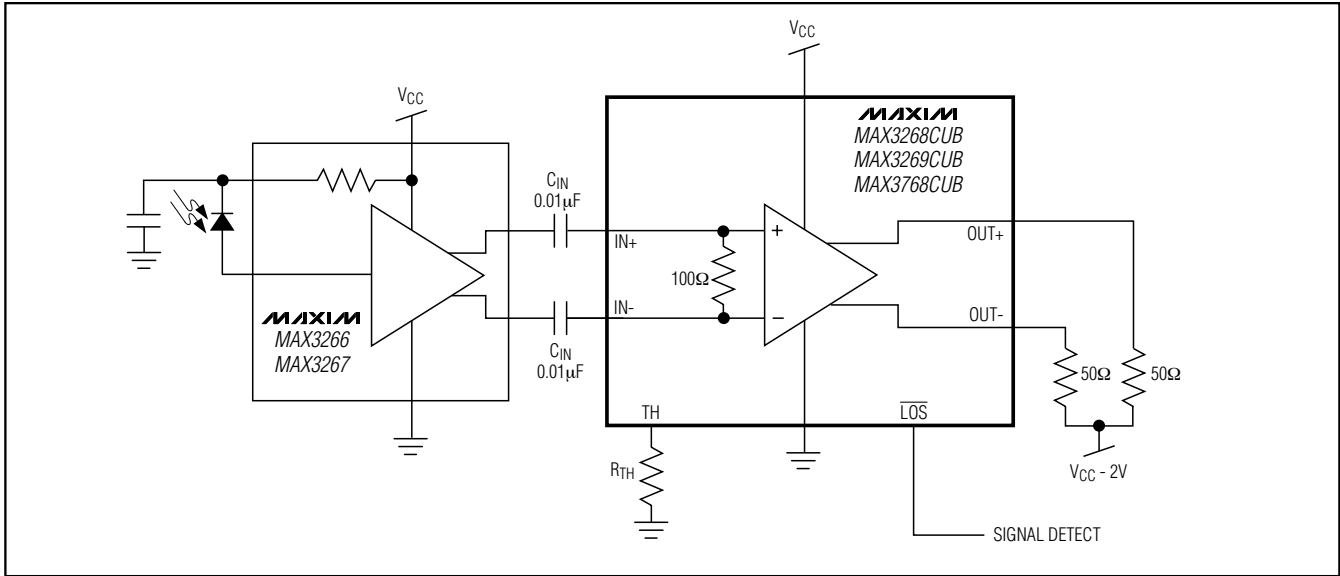 VCC
VCC
MAXIM
MAX3268CUB
MAX3269CUB
MAX3768CUB
CIN
0.01µF
IN+
+
OUT+
100Ω
IN-
−
OUT-
MAXIM
MAX3266
MAX3267
CIN
0.01µF
50Ω
50Ω
TH
LOS
RTH
VCC - 2V
SIGNAL DETECT